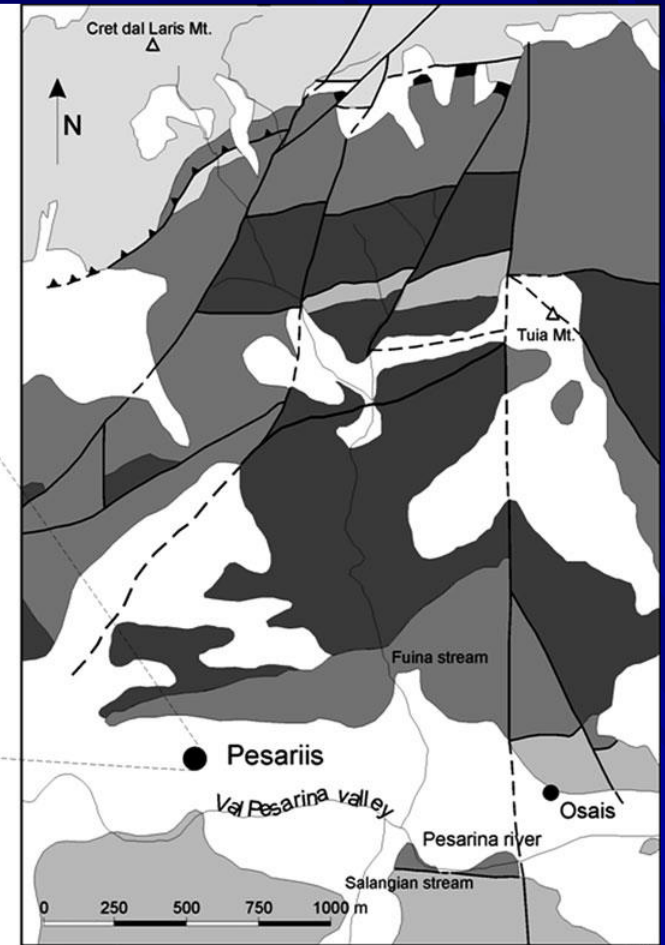 Cret dal Laris Mt.
N
Tuia Mt.
Fuina stream
Pesariis
Val Pesarina valley
Osais
Pesarina river
Salangian stream
0 250 500 750 1000 m